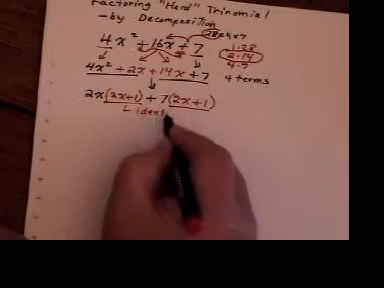 Factoring "Hard" Trinomial
- by Decomposition
28=4×7
4x² + 16x + 7
1·28
2·14
4·7
4x² + 2x + 14x + 7 4 terms
2x(2x+1) + 7(2x+1)
ident